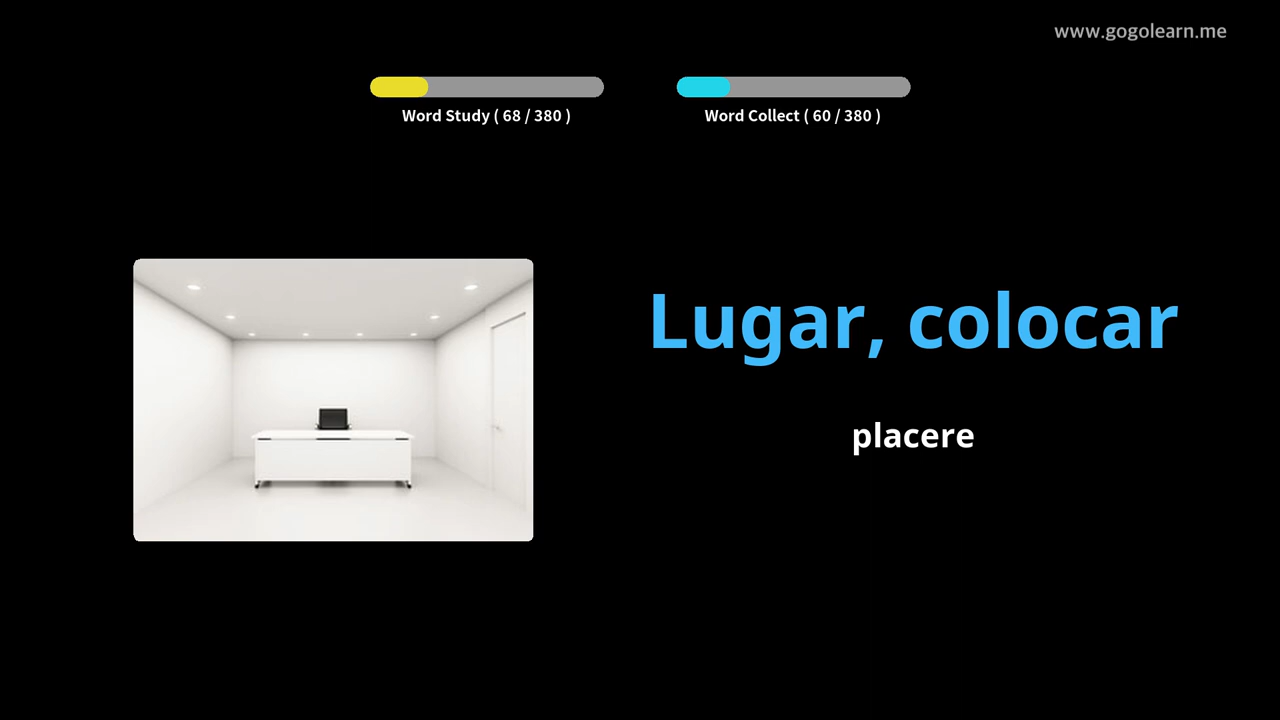 www.gogolearn.me
Word Study ( 68 / 380 )
Word Collect ( 60 / 380 )
Lugar, colocar
placere